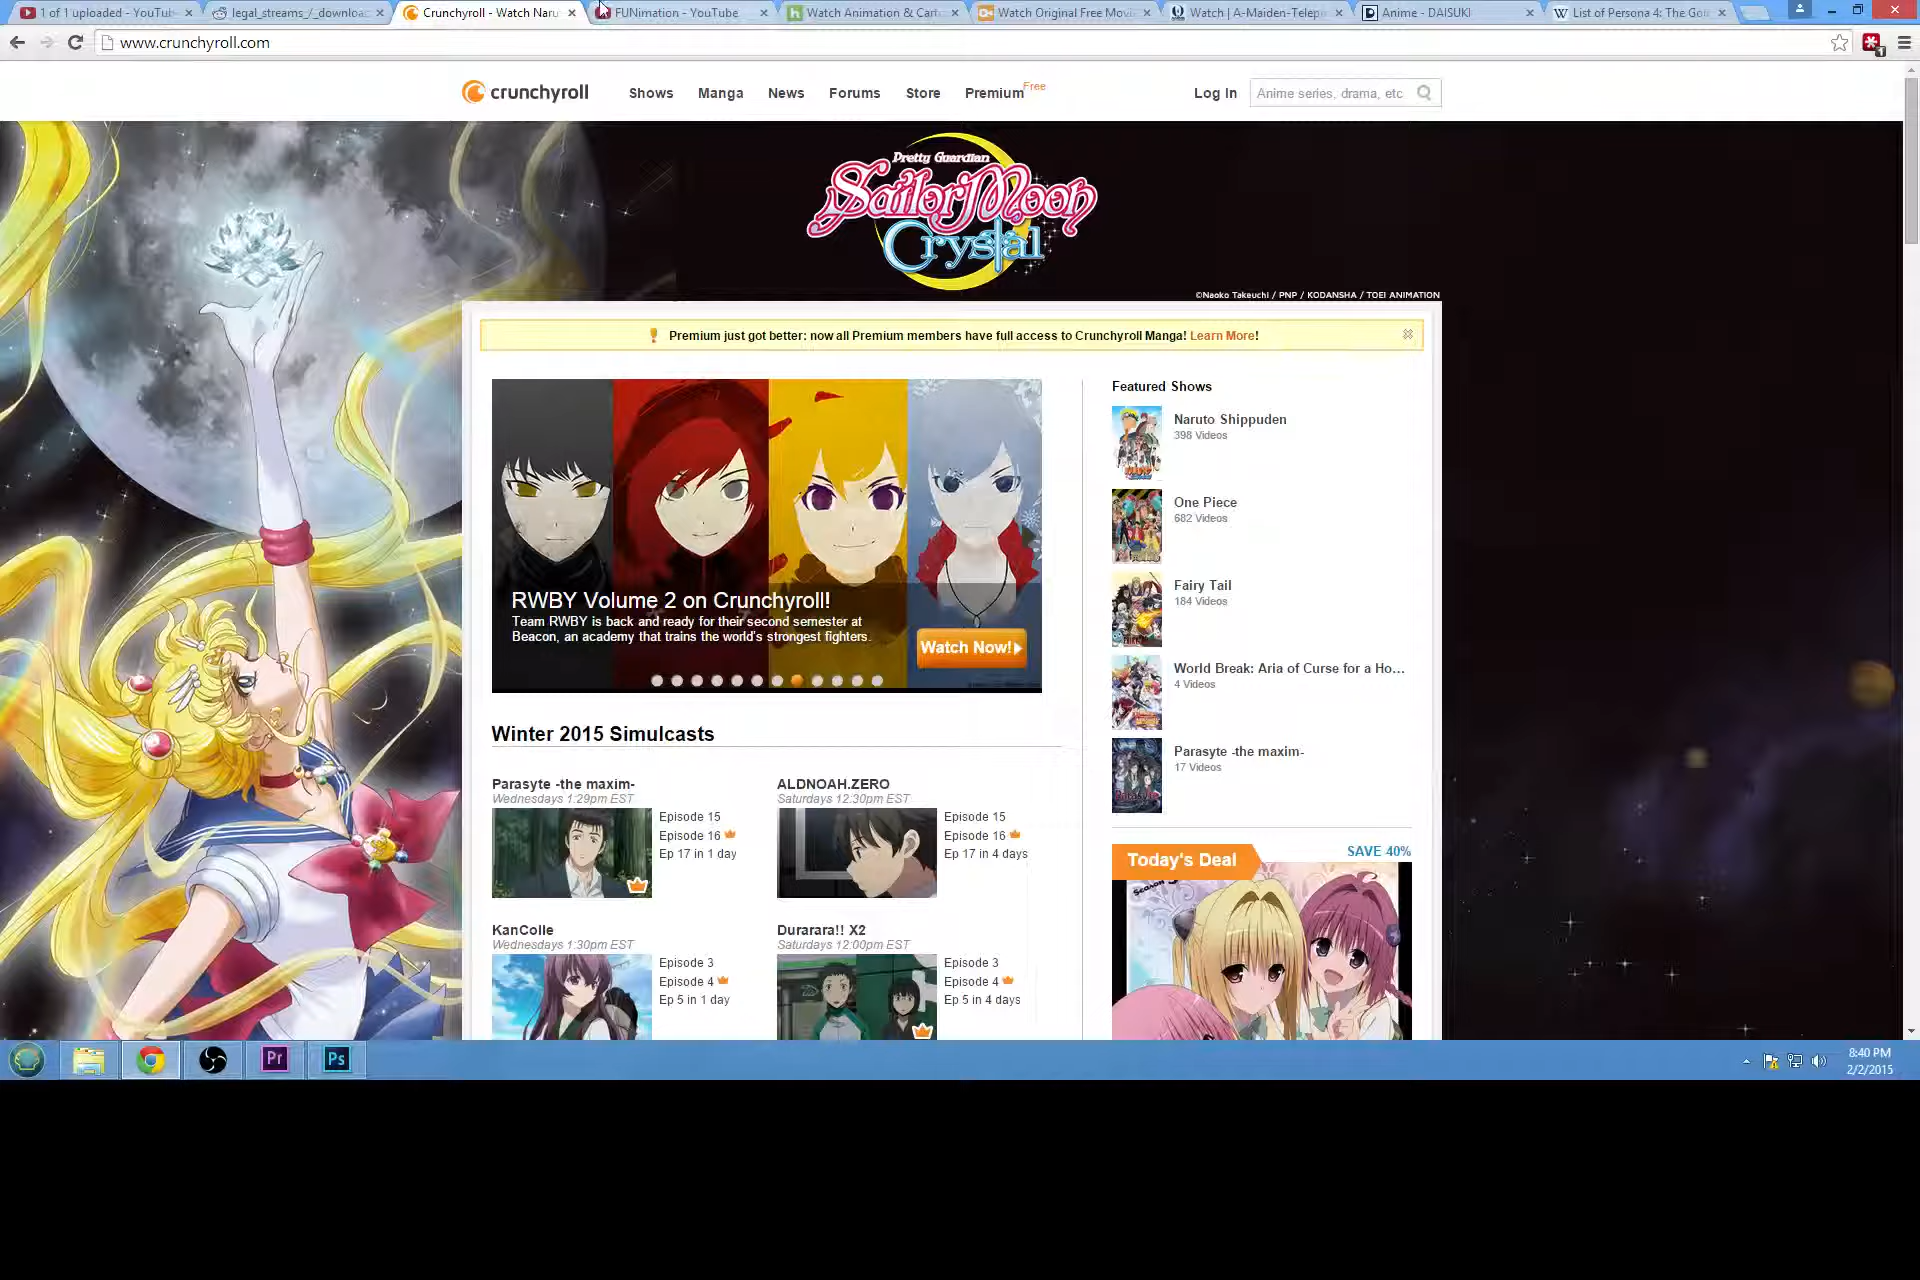 1 of 1 uploaded - YouTub
legal_streams_/_downloa
Crunchyroll - Watch Naru
FUNimation - YouTube
Watch Animation & Cart
Watch Original Free Movi
Watch | A-Maiden-Telep
Anime - DAISUKI
List of Persona 4: The Gol
www.crunchyroll.com
1
crunchyroll
Shows
Manga
News
Forums
Store
Premium
Free
Log In
Anime series, drama, etc
Pretty Guardian
Sailor Moon
Crystal
©Naoko Takeuchi / PNP / KODANSHA / TOEI ANIMATION
Premium just got better: now all Premium members have full access to Crunchyroll Manga! Learn More!
RWBY Volume 2 on Crunchyroll!
Team RWBY is back and ready for their second semester at
Beacon, an academy that trains the world's strongest fighters.
Watch Now!
Featured Shows
Naruto Shippuden
398 Videos
One Piece
682 Videos
Fairy Tail
184 Videos
World Break: Aria of Curse for a Ho...
4 Videos
Parasyte -the maxim-
17 Videos
Winter 2015 Simulcasts
Parasyte -the maxim-
Wednesdays 1:29pm EST
Episode 15
Episode 16
Ep 17 in 1 day
ALDNOAH.ZERO
Saturdays 12:30pm EST
Episode 15
Episode 16
Ep 17 in 4 days
KanColle
Wednesdays 1:30pm EST
Episode 3
Episode 4
Ep 5 in 1 day
Durarara!! X2
Saturdays 12:00pm EST
Episode 3
Episode 4
Ep 5 in 4 days
Today's Deal
SAVE 40%
Pr
Ps
8:40 PM
2/2/2015